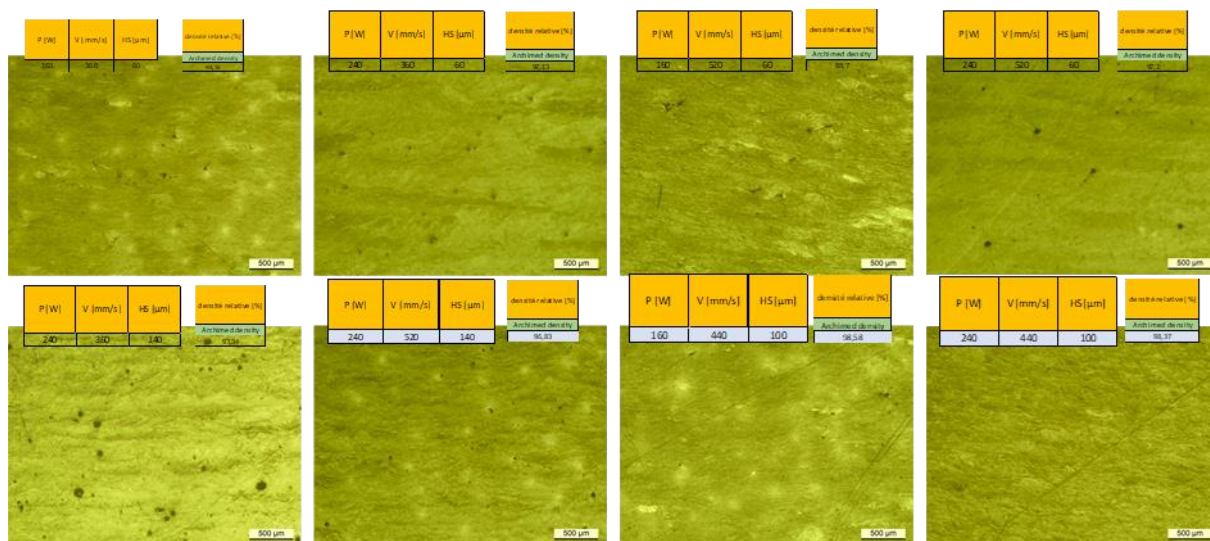 P (W) V (mm/s) HS (µm) densité relative (%)
Archimed density
60
P (W) V (mm/s) HS (µm) densité relative (%)
Archimed density
240 360 60
P (W) V (mm/s) HS (µm) densité relative (%)
Archimed density
160 520 60
P (W) V (mm/s) HS (µm) densité relative (%)
Archimed density
240 520 60
500 µm
500 µm
500 µm
500 µm
P (W) V (mm/s) HS (µm) densité relative (%)
Archimed density
240 360 140
P (W) V (mm/s) HS (µm) densité relative (%)
Archimed density
240 520 140
P (W) V (mm/s) HS (µm) densité relative (%)
Archimed density
160 440 100 98,58
P (W) V (mm/s) HS (µm) densité relative (%)
Archimed density
240 440 100 98,37
500 µm
500 µm
500 µm
500 µm